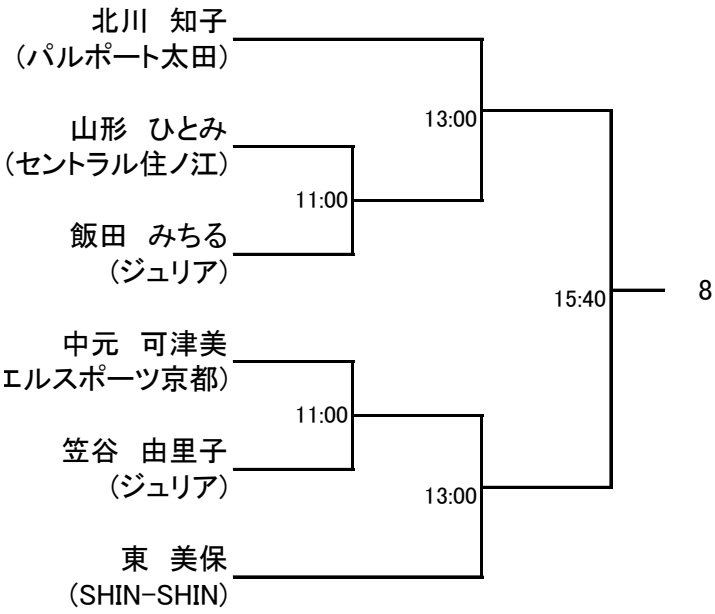 北川　知子
(パルポート太田)
13:00
山形　ひとみ
(セントラル住ノ江)
11:00
飯田　みちる
(ジュリア)
15:40
8
中元　可津美
エルスポーツ京都)
11:00
笠谷　由里子
(ジュリア)
13:00
東　美保
(SHIN-SHIN)